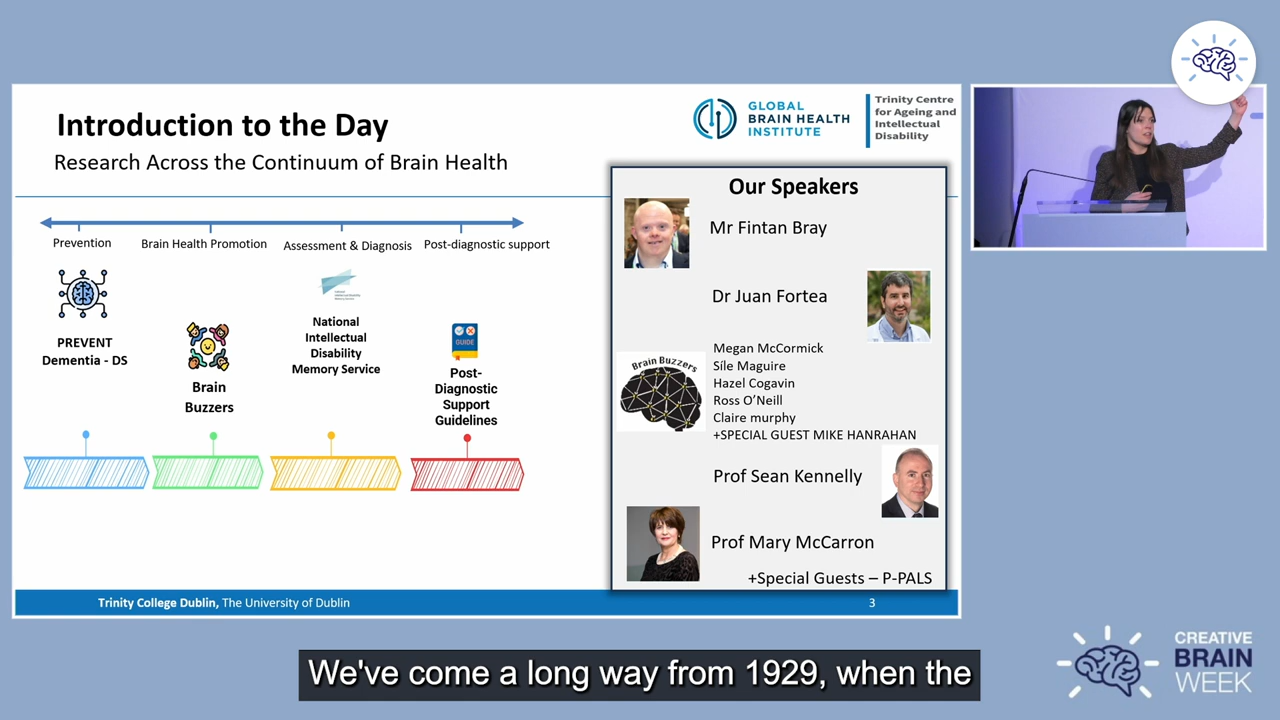 Introduction to the Day
Research Across the Continuum of Brain Health
GLOBAL
BRAIN HEALTH
INSTITUTE
Trinity Centre
for Ageing and
Intellectual
Disability
Prevention
Brain Health Promotion
Assessment & Diagnosis
Post-diagnostic support
PREVENT
Dementia - DS
Brain
Buzzers
National
Intellectual
Disability
Memory Service
GUIDE
Post-
Diagnostic
Support
Guidelines
Our Speakers
Mr Fintan Bray
Dr Juan Fortea
Brain Buzzers
Megan McCormick
Síle Maguire
Hazel Cogavin
Ross O'Neill
Claire murphy
+SPECIAL GUEST MIKE HANRAHAN
Prof Sean Kennelly
Prof Mary McCarron
+Special Guests – P-PALS
Trinity College Dublin, The University of Dublin
3
We've come a long way from 1929, when the
CREATIVE
BRAIN
WEEK